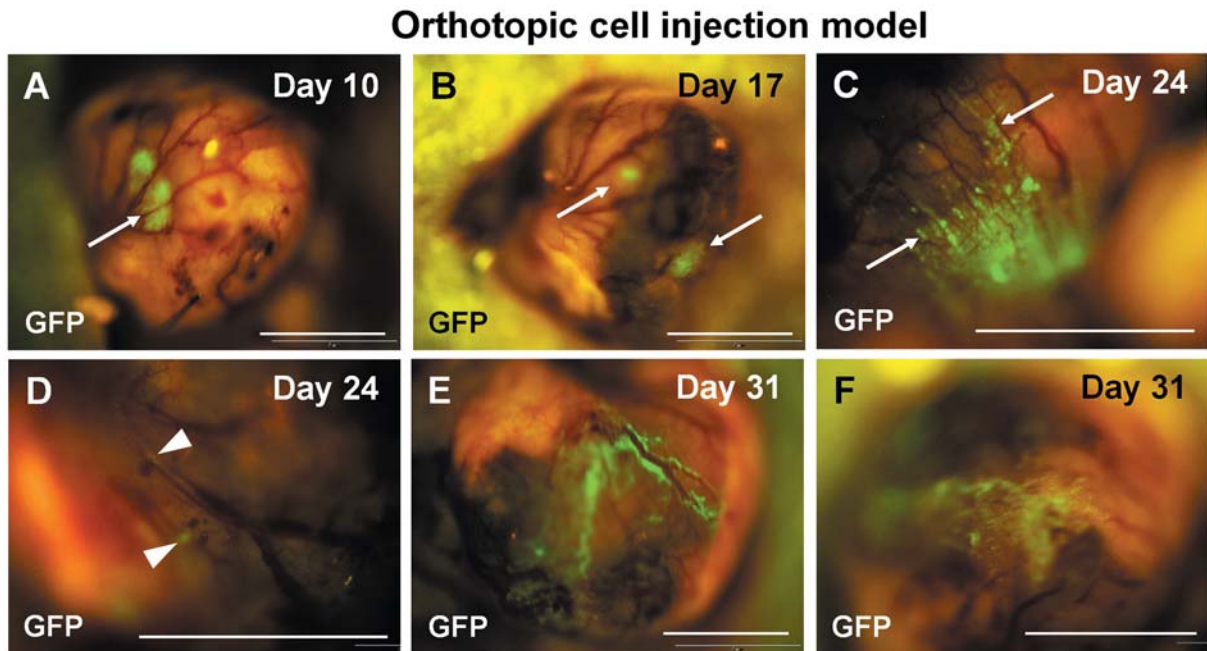 Orthotopic cell injection model
A Day 10
GFP
B Day 17
GFP
C Day 24
GFP
D Day 24
GFP
E Day 31
GFP
F Day 31
GFP